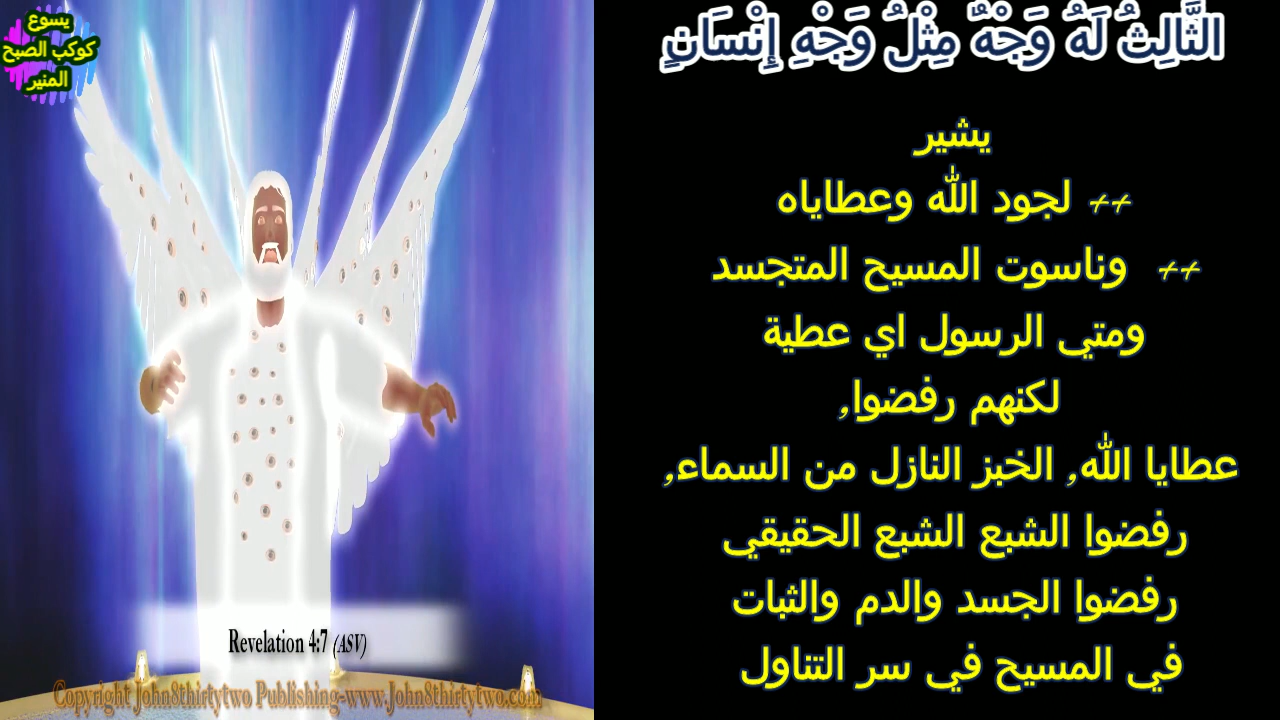 يسوع
كوكب الصبح
المنير
الثَّالِثُ لَهُ وَجْهٌ مِثْلُ وَجْهِ إِنْسَانٍ
يشير
++ لجود الله وعطاياه
++ وناسوت المسيح المتجسد
ومتي الرسول اي عطية
لكنهم رفضوا,
عطايا الله, الخبز النازل من السماء,
رفضوا الشبع الشبع الحقيقي
رفضوا الجسد والدم والثبات
في المسيح في سر التناول
Revelation 4:7 (ASV)
Copyright John8thirtytwo Publishing-www.John8thirtytwo.com